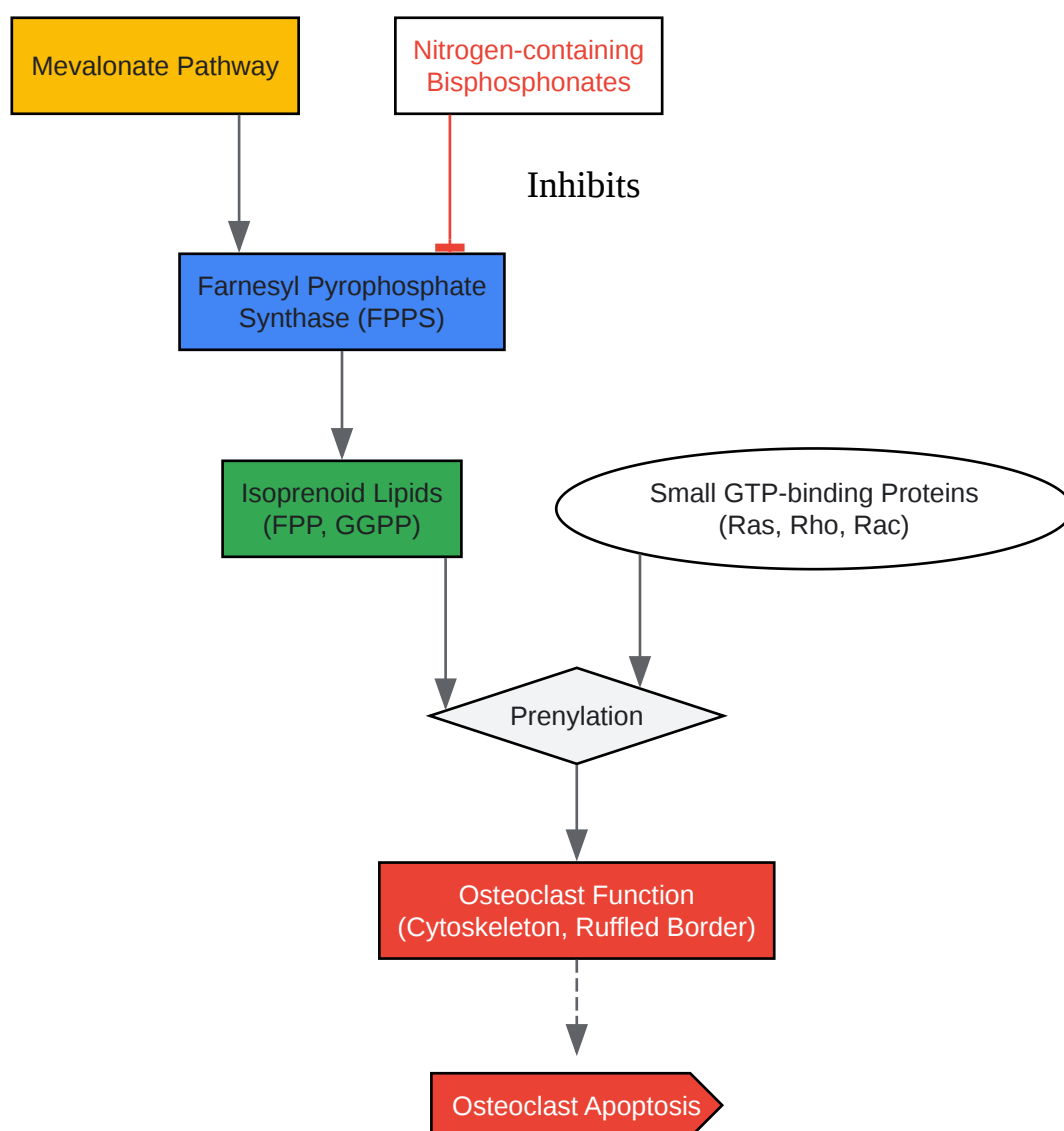 Mevalonate Pathway
Nitrogen-containing
Bisphosphonates
Inhibits
Farnesyl Pyrophosphate
Synthase (FPPS)
Isoprenoid Lipids
(FPP, GGPP)
Small GTP-binding Proteins
(Ras, Rho, Rac)
Prenylation
Osteoclast Function
(Cytoskeleton, Ruffled Border)
Osteoclast Apoptosis